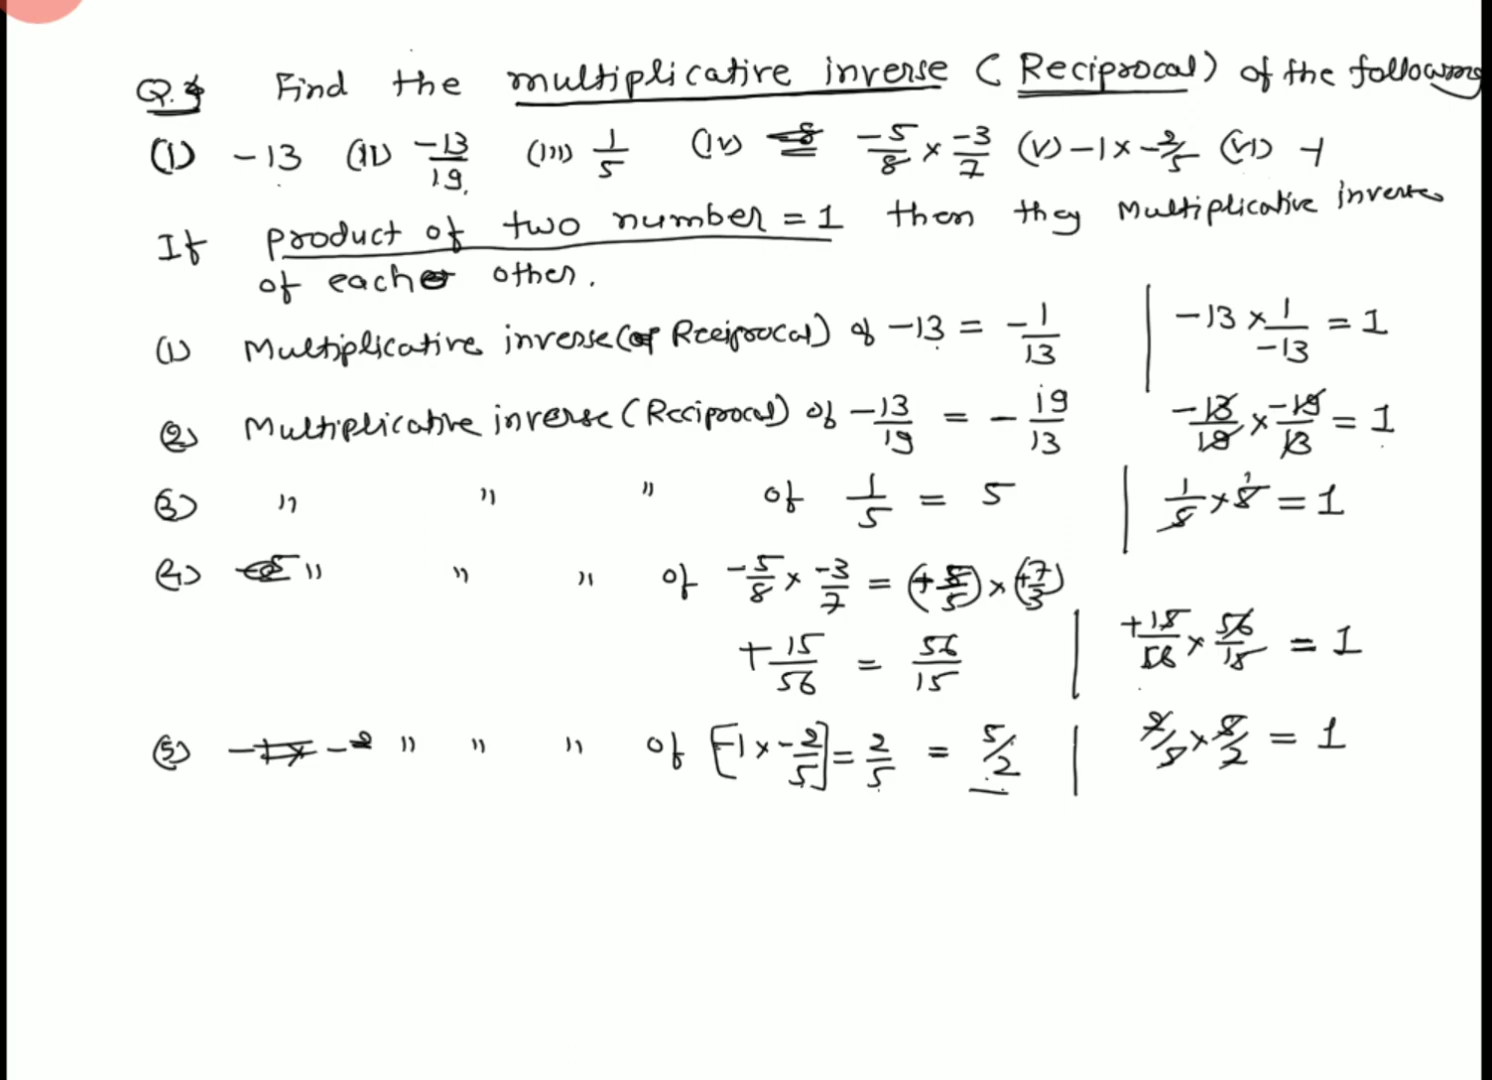 Q.4 Find the multiplicative inverse (Reciprocal) of the following
(i) -13 (ii) -13/19 (iii) 1/5 (iv) -5/8 × -3/7 (v) -1 × -2/5 (vi) -1
If product of two number = 1 then they multiplicative inverse
of each other.
(1) Multiplicative inverse (or Reciprocal) of -13 = -1/13 | -13 × 1/-13 = 1
(2) Multiplicative inverse (Reciprocal) of -13/19 = -19/13 -13/19 × -19/13 = 1
(3) " " " of 1/5 = 5 | 1/5 × 5 = 1
(4) " " " of -5/8 × -3/7 = (+8/5) × (+7/3)
+15/56 = 56/15 | +15/56 × 56/15 = 1
(5) " " " of [-1 × -2/5] = 2/5 = 5/2 | 2/5 × 5/2 = 1